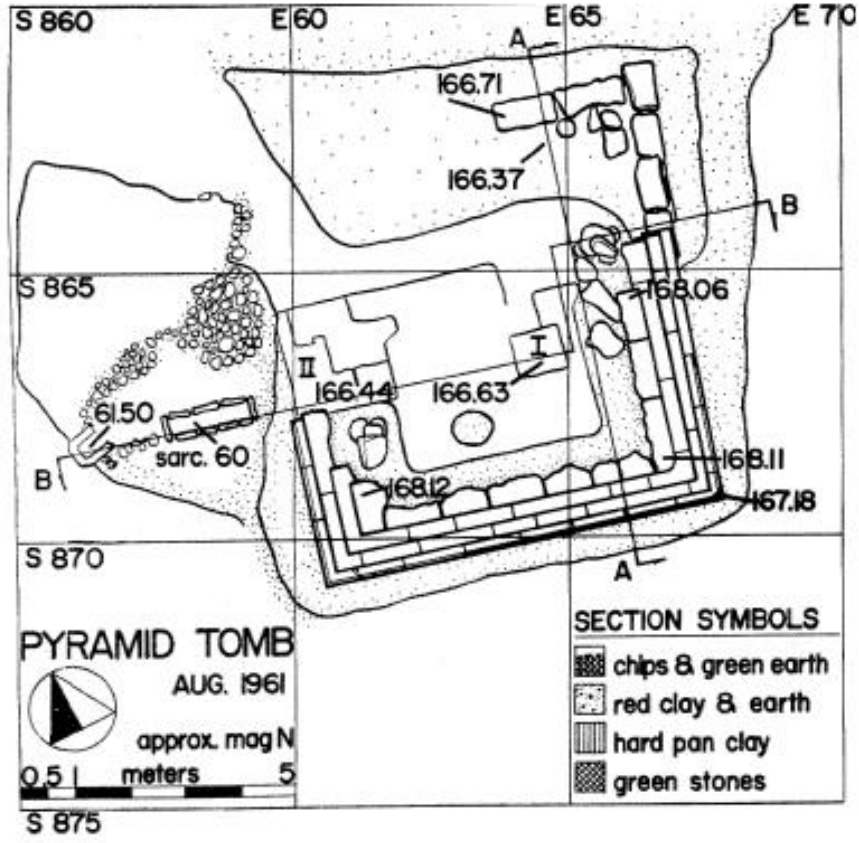 S 860
E 60
E 65
E 70
A
166.71
166.37
B
S 865
168.06
I
II
166.44
166.63
61.50
sarc. 60
B
168.12
168.11
167.18
S 870
A
PYRAMID TOMB
AUG. 1961
approx. mag N
0.5 meters 5
S 875
SECTION SYMBOLS
chips & green earth
red clay & earth
hard pan clay
green stones